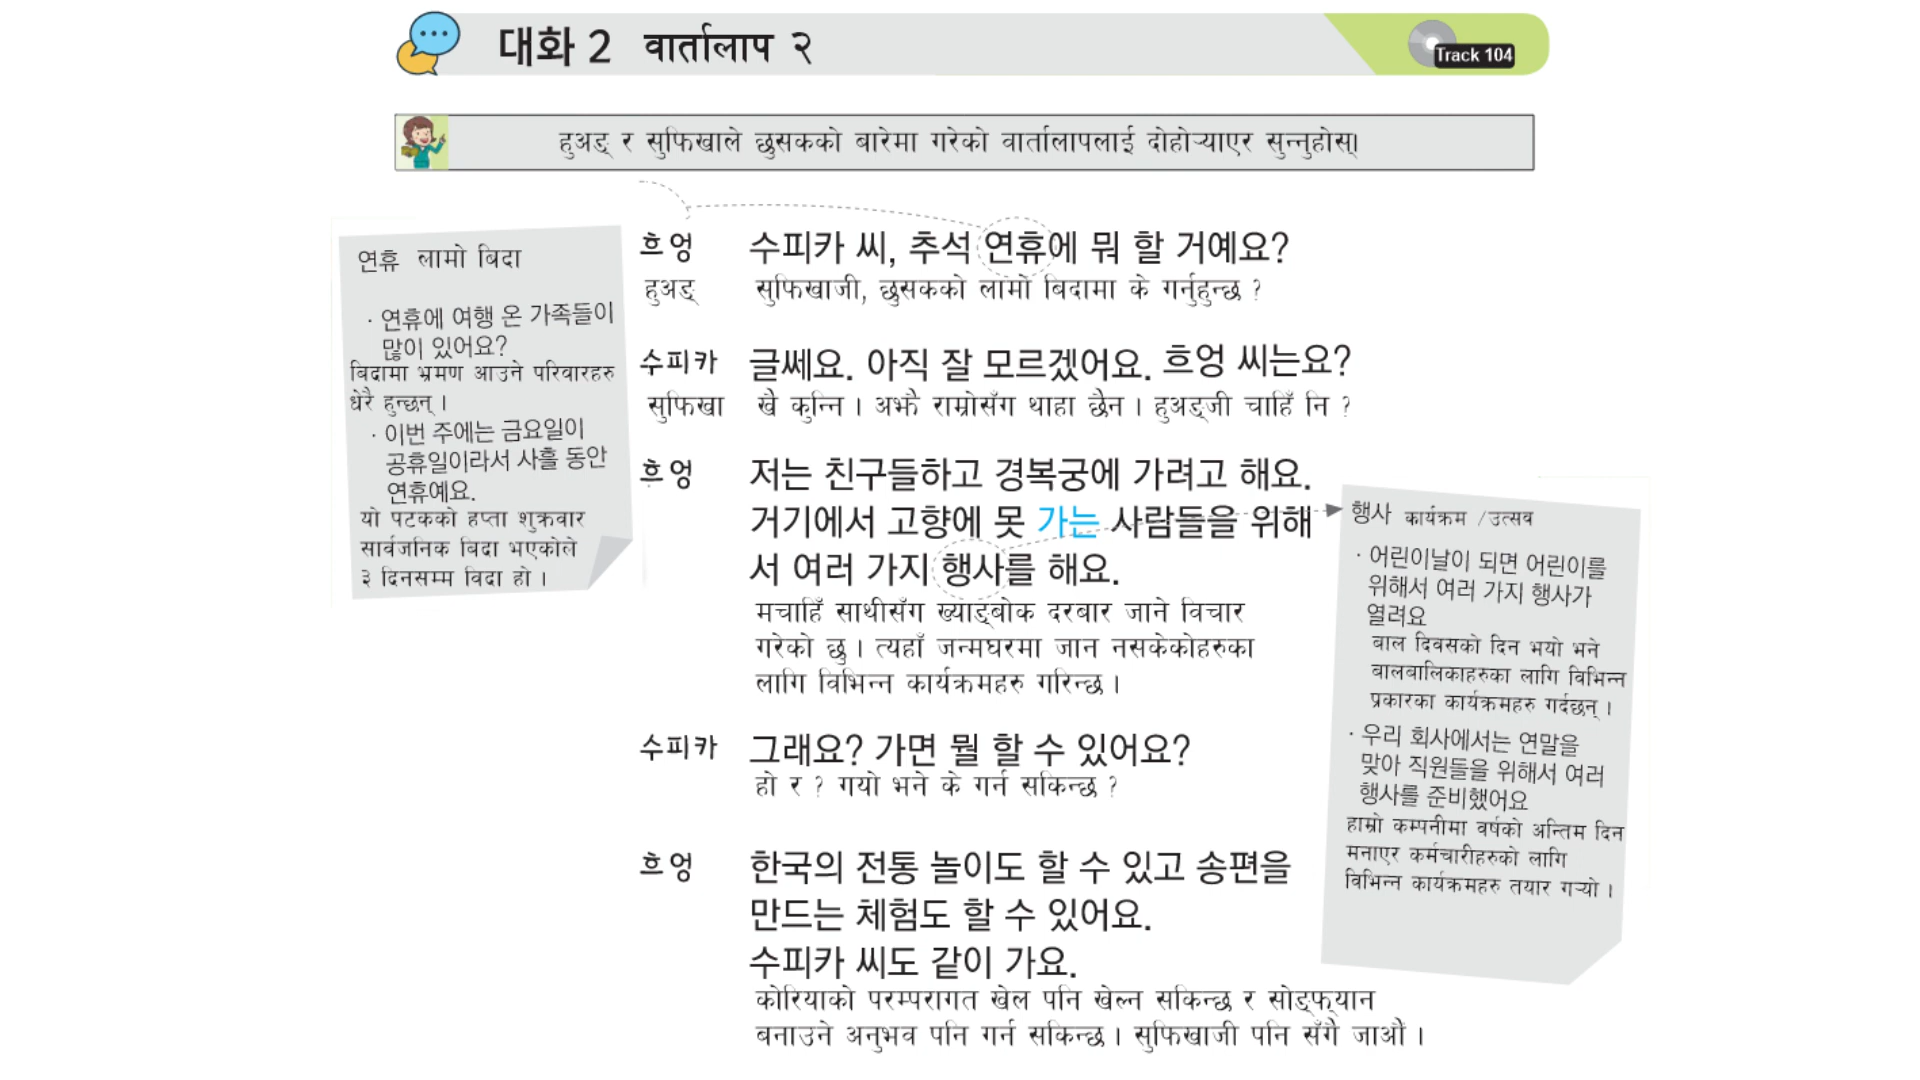 대화 2 वार्तालाप २
Track 104
हुअङ् र सुफिखाले छुसकको बारेमा गरेको वार्तालापलाई दोहोऱ्याएर सुन्नुहोस्।
연휴 लामो बिदा
· 연휴에 여행 온 가족들이
많이 있어요?
बिदामा भ्रमण आउने परिवारहरु
धेरै हुन्छन् ।
· 이번 주에는 금요일이
공휴일이라서 사흘 동안
연휴예요.
यो पटकको हप्ता शुक्रवार
सार्वजनिक बिदा भएकोले
३ दिनसम्म विदा हो ।
흐엉 수피카 씨, 추석 연휴에 뭐 할 거예요?
हुअङ् सुफिखाजी, छुसकको लामो बिदामा के गर्नुहुन्छ ?
수피카 글쎄요. 아직 잘 모르겠어요. 흐엉 씨는요?
सुफिखा खै कुन्नि । अझै राम्रोसँग थाहा छैन । हुअङ्जी चाहिँ नि ?
흐엉 저는 친구들하고 경복궁에 가려고 해요.
거기에서 고향에 못 가는 사람들을 위해
서 여러 가지 행사를 해요.
मचाहिँ साथीसँग ख्याङ्बोक दरबार जाने विचार
गरेको छु । त्यहाँ जन्मघरमा जान नसकेकोहरुका
लागि विभिन्न कार्यक्रमहरु गरिन्छ ।
수피카 그래요? 가면 뭘 할 수 있어요?
हो र ? गयो भने के गर्न सकिन्छ ?
흐엉 한국의 전통 놀이도 할 수 있고 송편을
만드는 체험도 할 수 있어요.
수피카 씨도 같이 가요.
कोरियाको परम्परागत खेल पनि खेल्न सकिन्छ र सोङ्फ्यान
बनाउने अनुभव पनि गर्न सकिन्छ । सुफिखाजी पनि सँगै जाऔं ।
행사 कार्यक्रम /उत्सव
· 어린이날이 되면 어린이를
위해서 여러 가지 행사가
열려요
बाल दिवसको दिन भयो भने
बालबालिकाहरुका लागि विभिन्न
प्रकारका कार्यक्रमहरु गर्दछन् ।
· 우리 회사에서는 연말을
맞아 직원들을 위해서 여러
행사를 준비했어요
हाम्रो कम्पनीमा वर्षको अन्तिम दिन
मनाएर कर्मचारीहरुको लागि
विभिन्न कार्यक्रमहरु तयार गऱ्यो ।